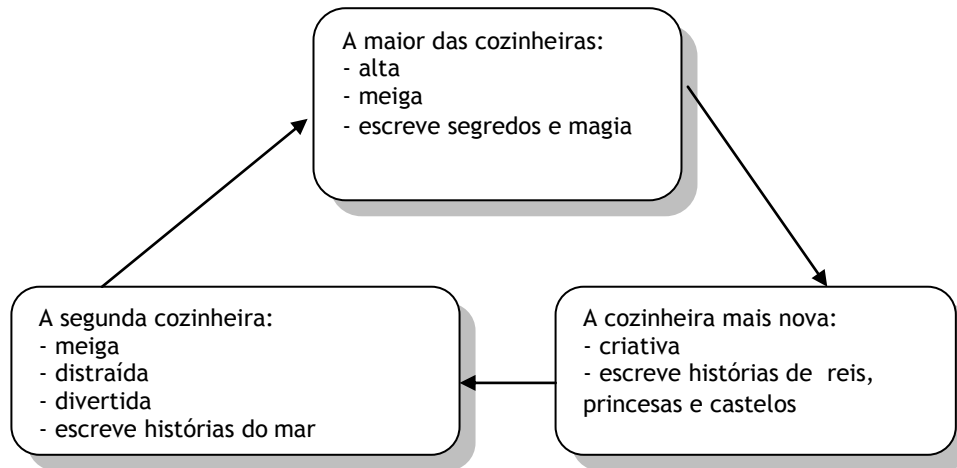 A maior das cozinheiras:
- alta
- meiga
- escreve segredos e magia
A segunda cozinheira:
- meiga
- distraída
- divertida
- escreve histórias do mar
A cozinheira mais nova:
- criativa
- escreve histórias de reis,
princesas e castelos